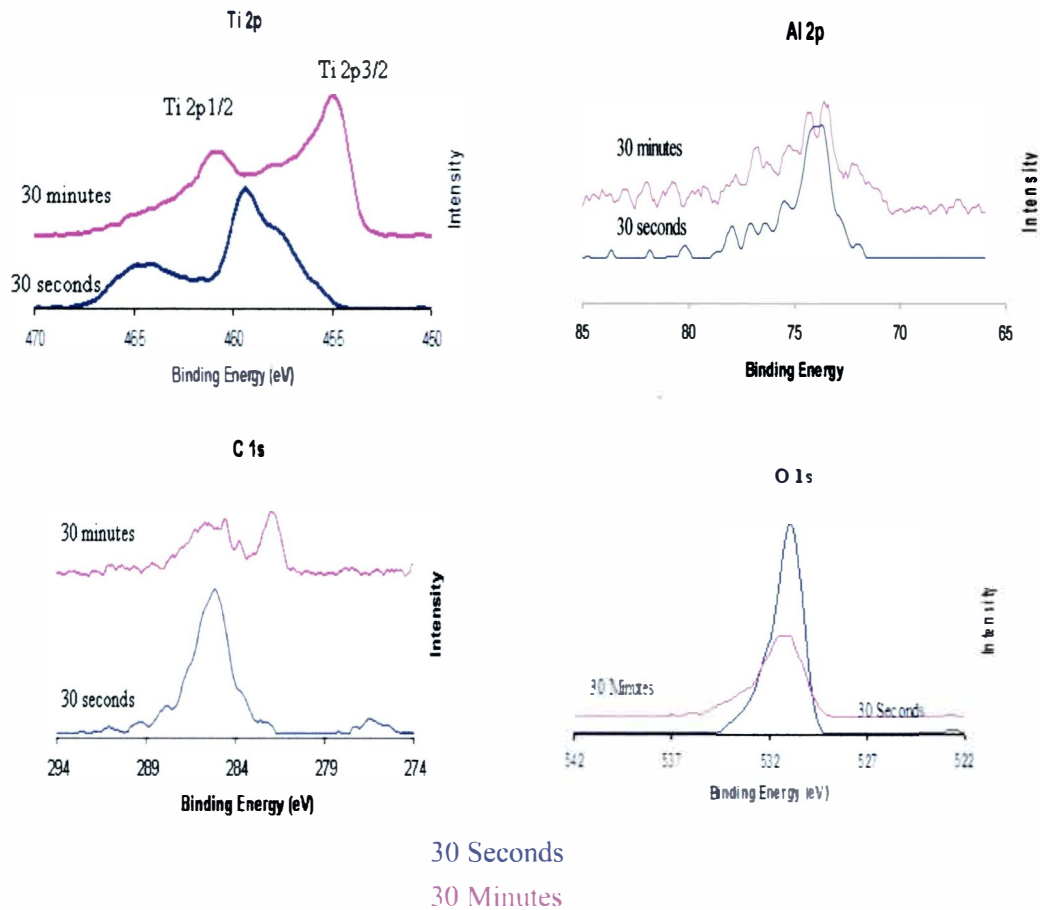 Ti 2p
Ti 2p3/2
Ti 2p1/2
30 minutes
30 seconds
Intensity
470 465 460 455 450
Binding Energy (eV)
Al 2p
30 minutes
30 seconds
Intensity
85 80 75 70 65
Binding Energy
C 1s
30 minutes
30 seconds
Intensity
294 289 284 279 274
Binding Energy (eV)
O 1s
30 Minutes
30 Seconds
Intensity
542 537 532 527 522
Binding Energy (eV)
30 Seconds
30 Minutes